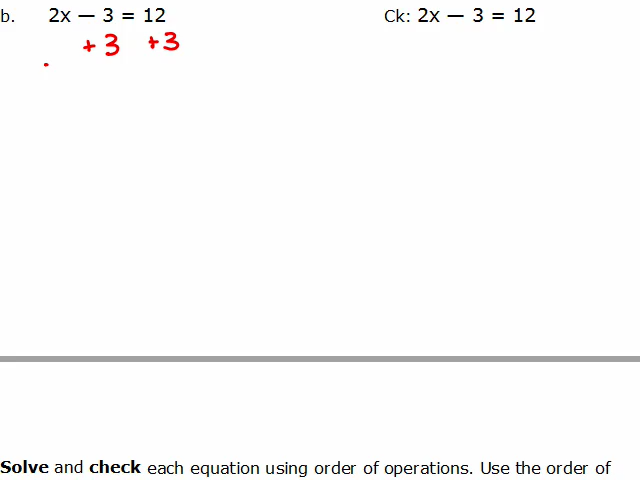 b. 2x — 3 = 12 Ck: 2x — 3 = 12
+3 +3
Solve and check each equation using order of operations. Use the order of